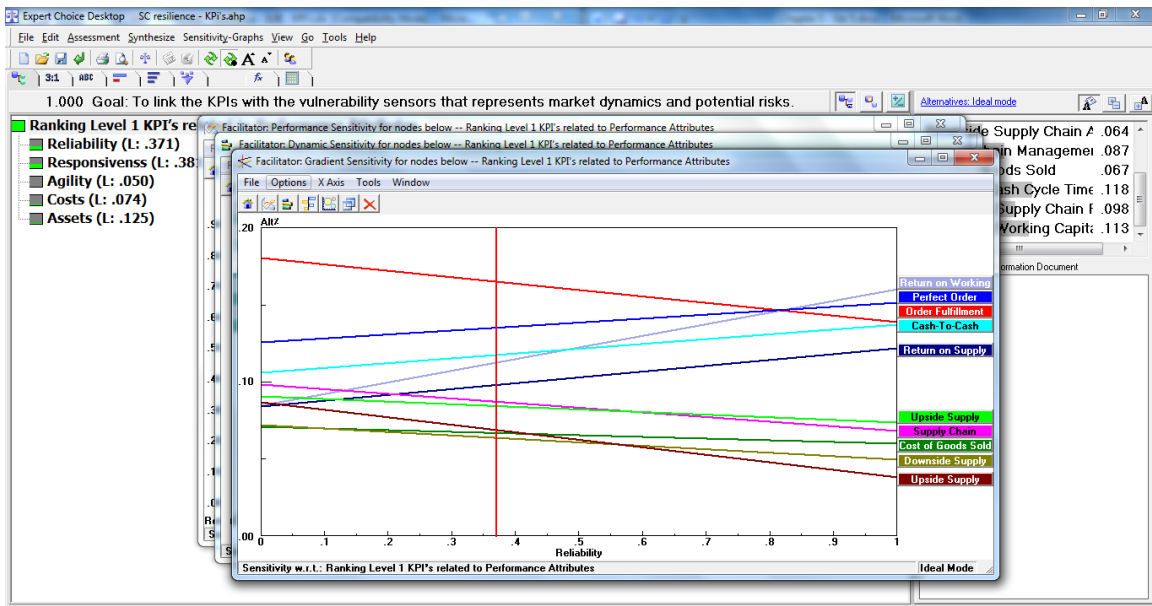 Expert Choice Desktop SC resilience - KPi's.ahp
File Edit Assessment Synthesize Sensitivity-Graphs View Go Tools Help
3:1 ABC fx
1.000 Goal: To link the KPIs with the vulnerability sensors that represents market dynamics and potential risks.
Alternatives: Ideal mode
Ranking Level 1 KPI's re
Reliability (L: .371)
Responsivenss (L: .38
Agility (L: .050)
Costs (L: .074)
Assets (L: .125)
Facilitator: Performance Sensitivity for nodes below -- Ranking Level 1 KPI's related to Performance Attributes
Facilitator: Dynamic Sensitivity for nodes below -- Ranking Level 1 KPI's related to Performance Attributes
Facilitator: Gradient Sensitivity for nodes below -- Ranking Level 1 KPI's related to Performance Attributes
File Options X Axis Tools Window
Alt%
.20
.10
.00
0 .1 .2 .3 .4 .5 .6 .7 .8 .9 1
Reliability
Return on Working
Perfect Order
Order Fulfillment
Cash-To-Cash
Return on Supply
Upside Supply
Supply Chain
Cost of Goods Sold
Downside Supply
Upside Supply
Sensitivity w.r.t.: Ranking Level 1 KPI's related to Performance Attributes
Ideal Mode
ide Supply Chain A .064
in Managemei .087
ods Sold .067
ash Cycle Time .118
Supply Chain F .098
Working Capita .113
ormation Document